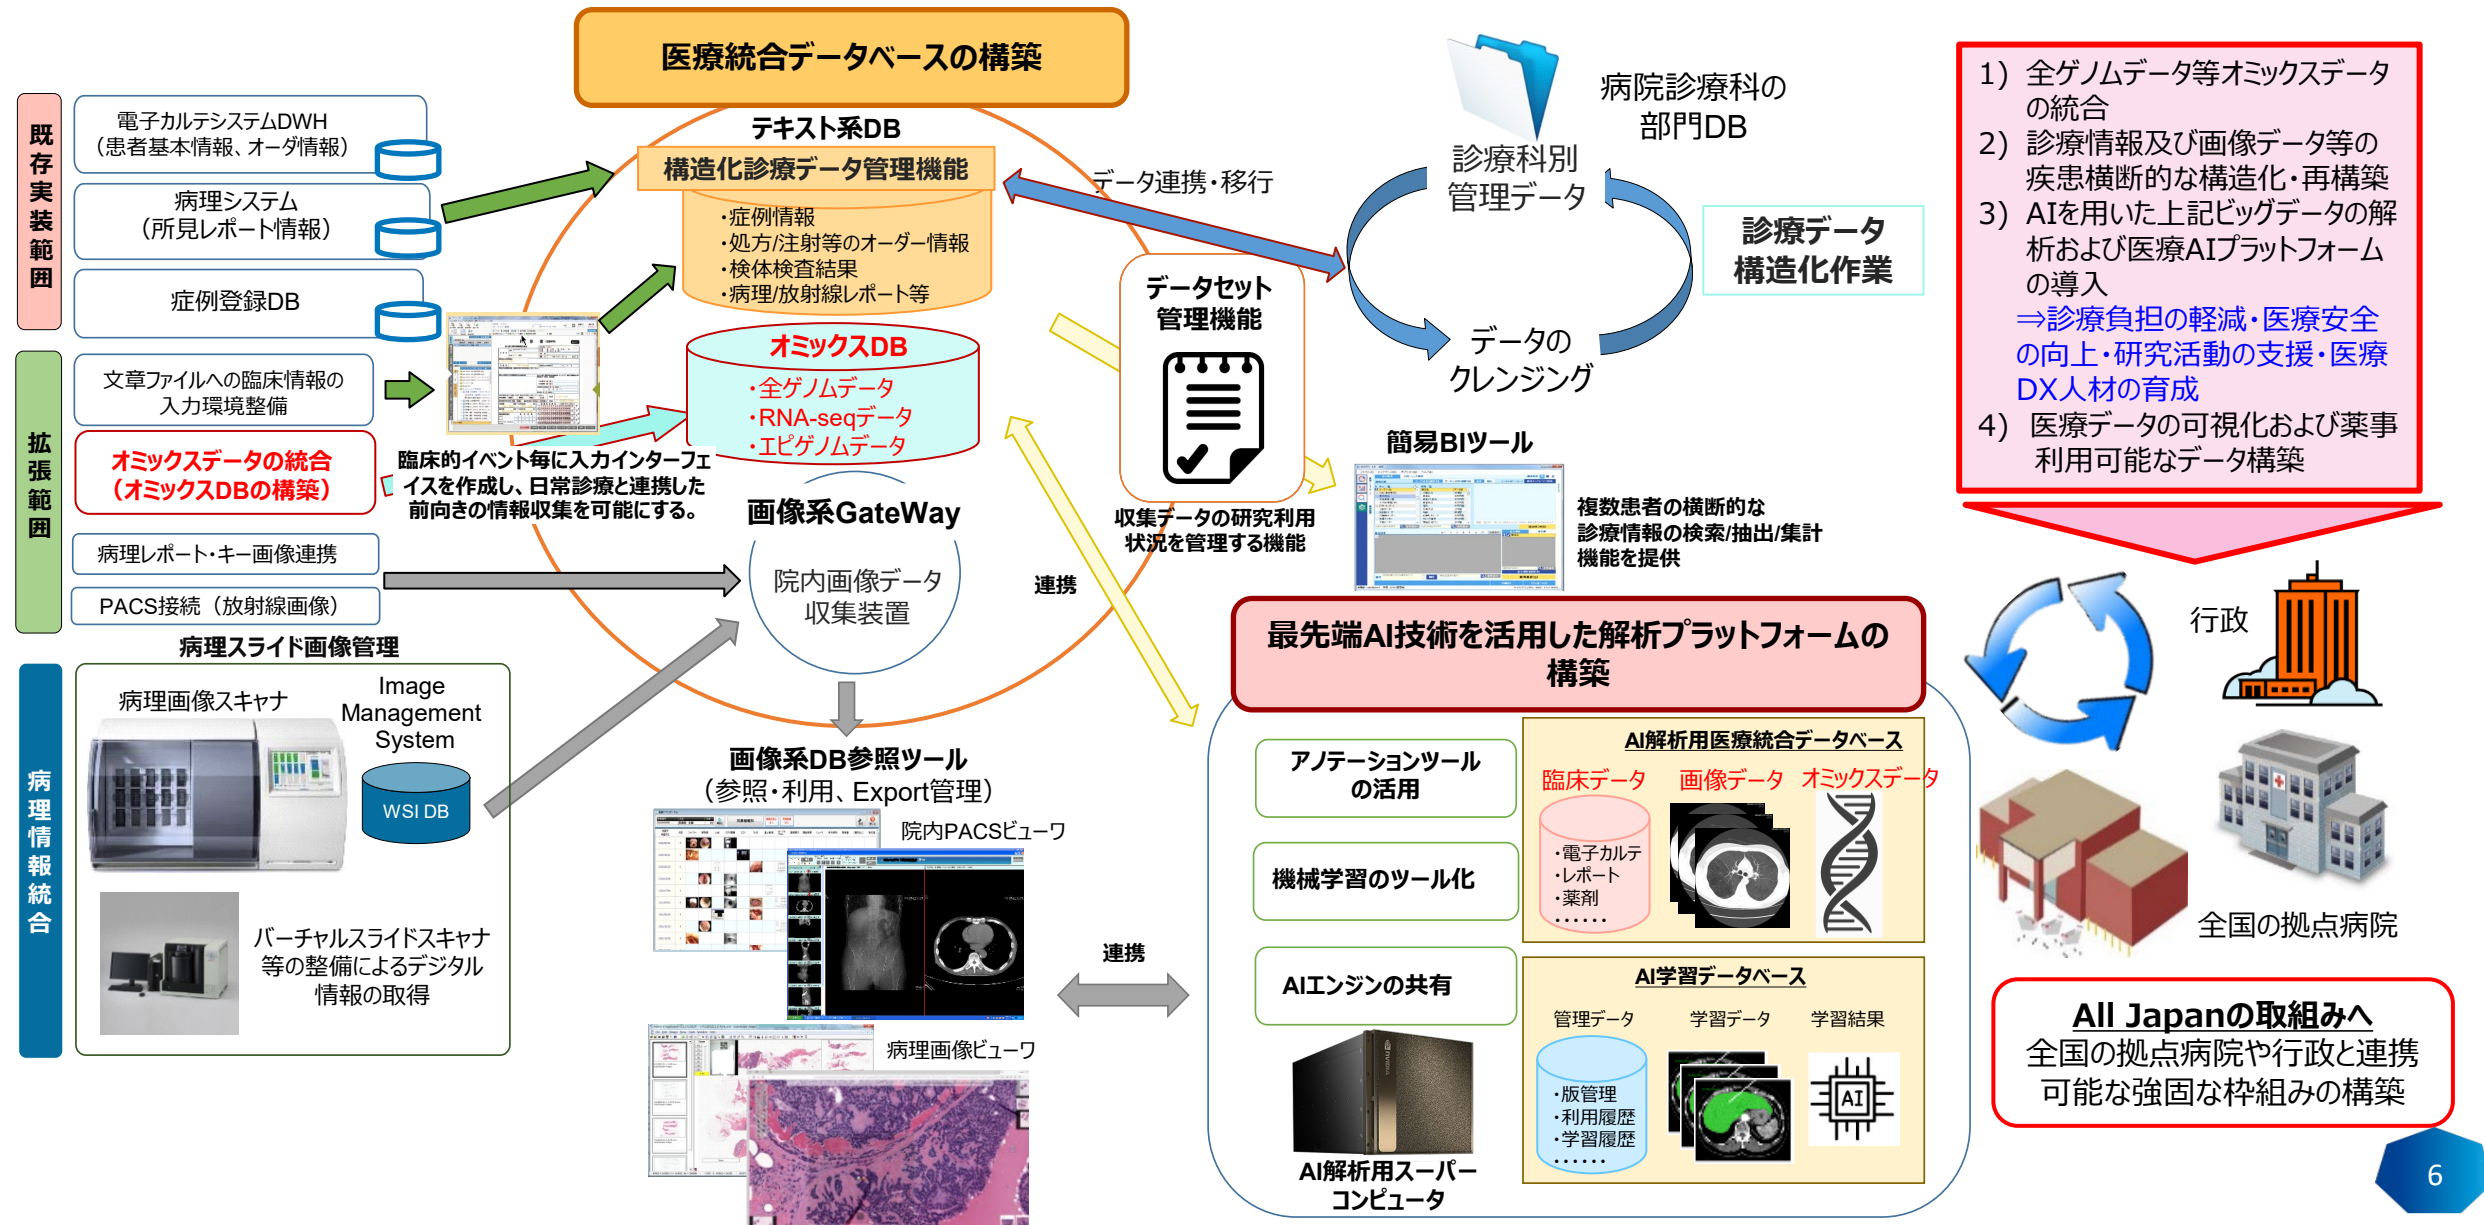 医療統合データベースの構築
既存実装範囲
電子カルテシステムDWH
（患者基本情報、オーダ情報）
病理システム
（所見レポート情報）
症例登録DB
拡張範囲
文章ファイルへの臨床情報の
入力環境整備
オミックスデータの統合
（オミックスDBの構築）
病理レポート・キー画像連携
PACS接続（放射線画像）
臨床的イベント毎に入力インターフェ
イスを作成し、日常診療と連携した
前向きの情報収集を可能にする。
病理情報統合
病理スライド画像管理
病理画像スキャナ
Image
Management
System
WSI DB
バーチャルスライドスキャナ
等の整備によるデジタル
情報の取得
テキスト系DB
構造化診療データ管理機能
・症例情報
・処方/注射等のオーダー情報
・検体検査結果
・病理/放射線レポート等
オミックスDB
・全ゲノムデータ
・RNA-seqデータ
・エピゲノムデータ
画像系GateWay
院内画像データ
収集装置
画像系DB参照ツール
（参照・利用、Export管理）
院内PACSビューワ
病理画像ビューワ
データ連携・移行
データセット
管理機能
収集データの研究利用
状況を管理する機能
連携
連携
病院診療科の
部門DB
診療科別
管理データ
診療データ
構造化作業
データの
クレンジング
簡易BIツール
複数患者の横断的な
診療情報の検索/抽出/集計
機能を提供
最先端AI技術を活用した解析プラットフォームの
構築
アノテーションツール
の活用
機械学習のツール化
AIエンジンの共有
AI解析用スーパー
コンピュータ
AI解析用医療統合データベース
臨床データ
画像データ
オミックスデータ
・電子カルテ
・レポート
・薬剤
・・・・・・
AI学習データベース
管理データ
学習データ
学習結果
・版管理
・利用履歴
・学習履歴
・・・・・・
AI
1) 全ゲノムデータ等オミックスデータ
の統合
2) 診療情報及び画像データ等の
疾患横断的な構造化・再構築
3) AIを用いた上記ビッグデータの解
析および医療AIプラットフォーム
の導入
⇒診療負担の軽減・医療安全
の向上・研究活動の支援・医療
DX人材の育成
4) 医療データの可視化および薬事
利用可能なデータ構築
行政
全国の拠点病院
All Japanの取組みへ
全国の拠点病院や行政と連携
可能な強固な枠組みの構築
6